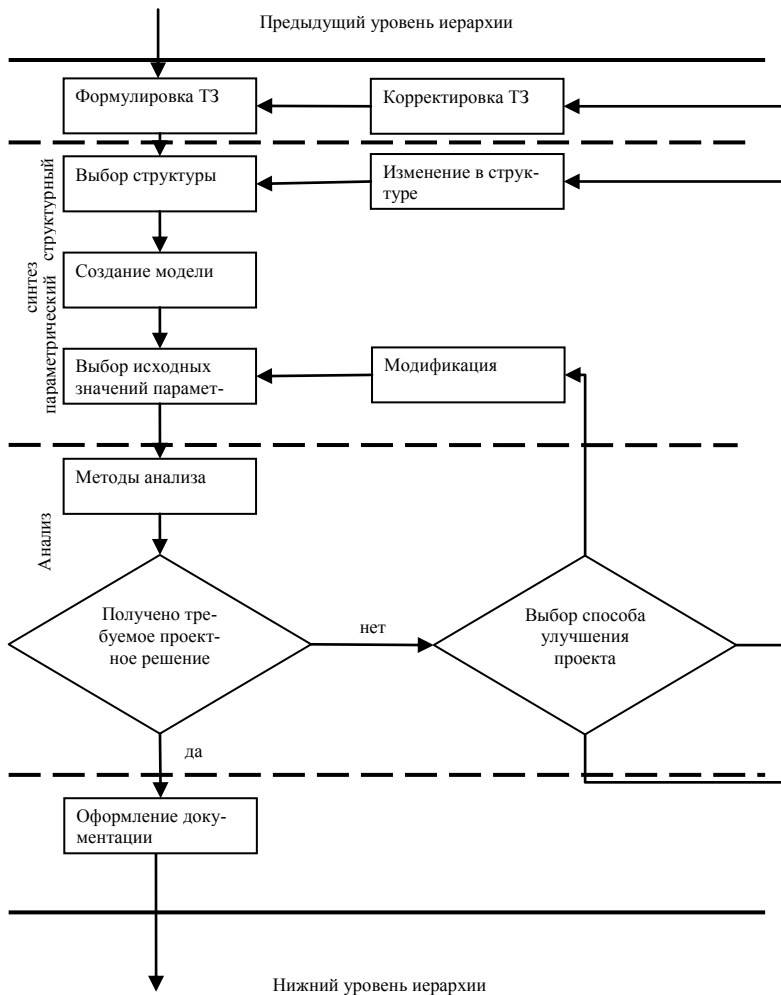 Предыдущий уровень иерархии
Формулировка ТЗ
Корректировка ТЗ
Выбор структуры
Изменение в струк-
туре
структурный
синтез
параметрический
Создание модели
Выбор исходных
значений парамет-
Модификация
Методы анализа
Анализ
Получено тре-
буемое проект-
ное решение
нет
Выбор способа
улучшения
проекта
да
Оформление доку-
ментации
Нижний уровень иерархии